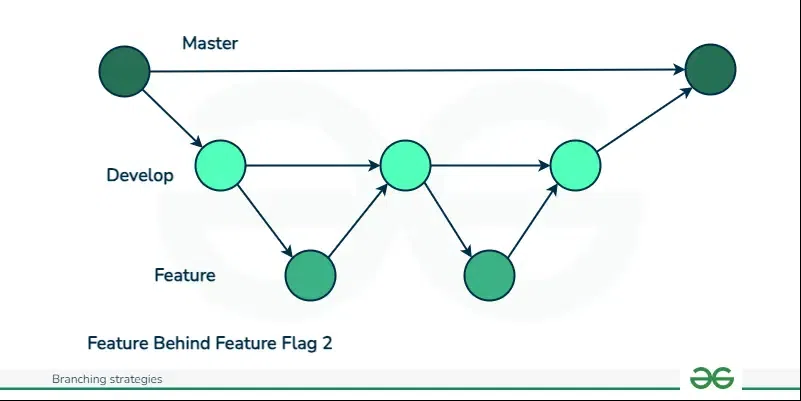 Master
Develop
Feature
Feature Behind Feature Flag 2
Branching strategies